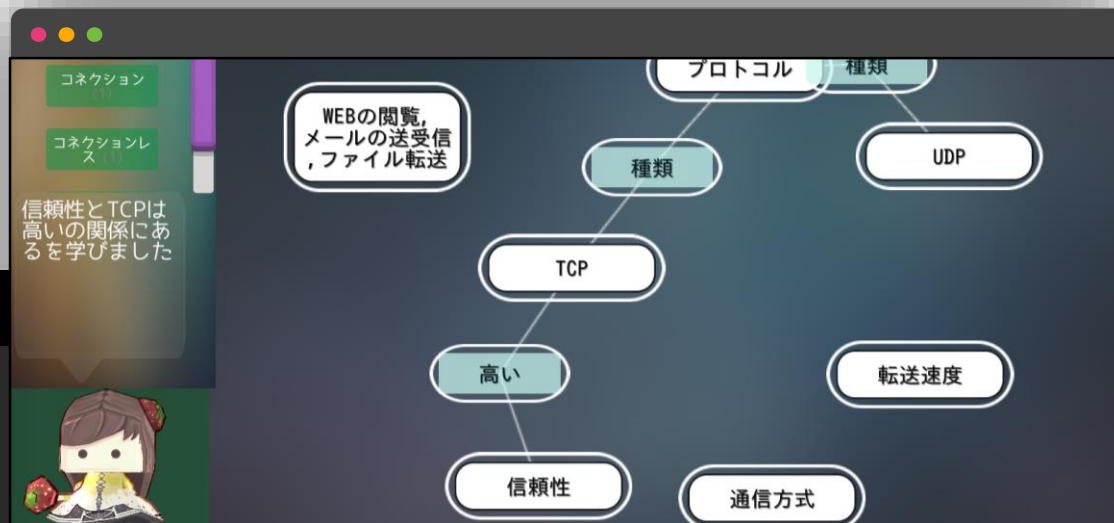 コネクション
(1)
コネクションレ
ス (1)
信頼性とTCPは
高いの関係にあ
るを学びました
プロトコル
種類
WEBの閲覧,
メールの送受信
,ファイル転送
種類
UDP
TCP
高い
転送速度
信頼性
通信方式